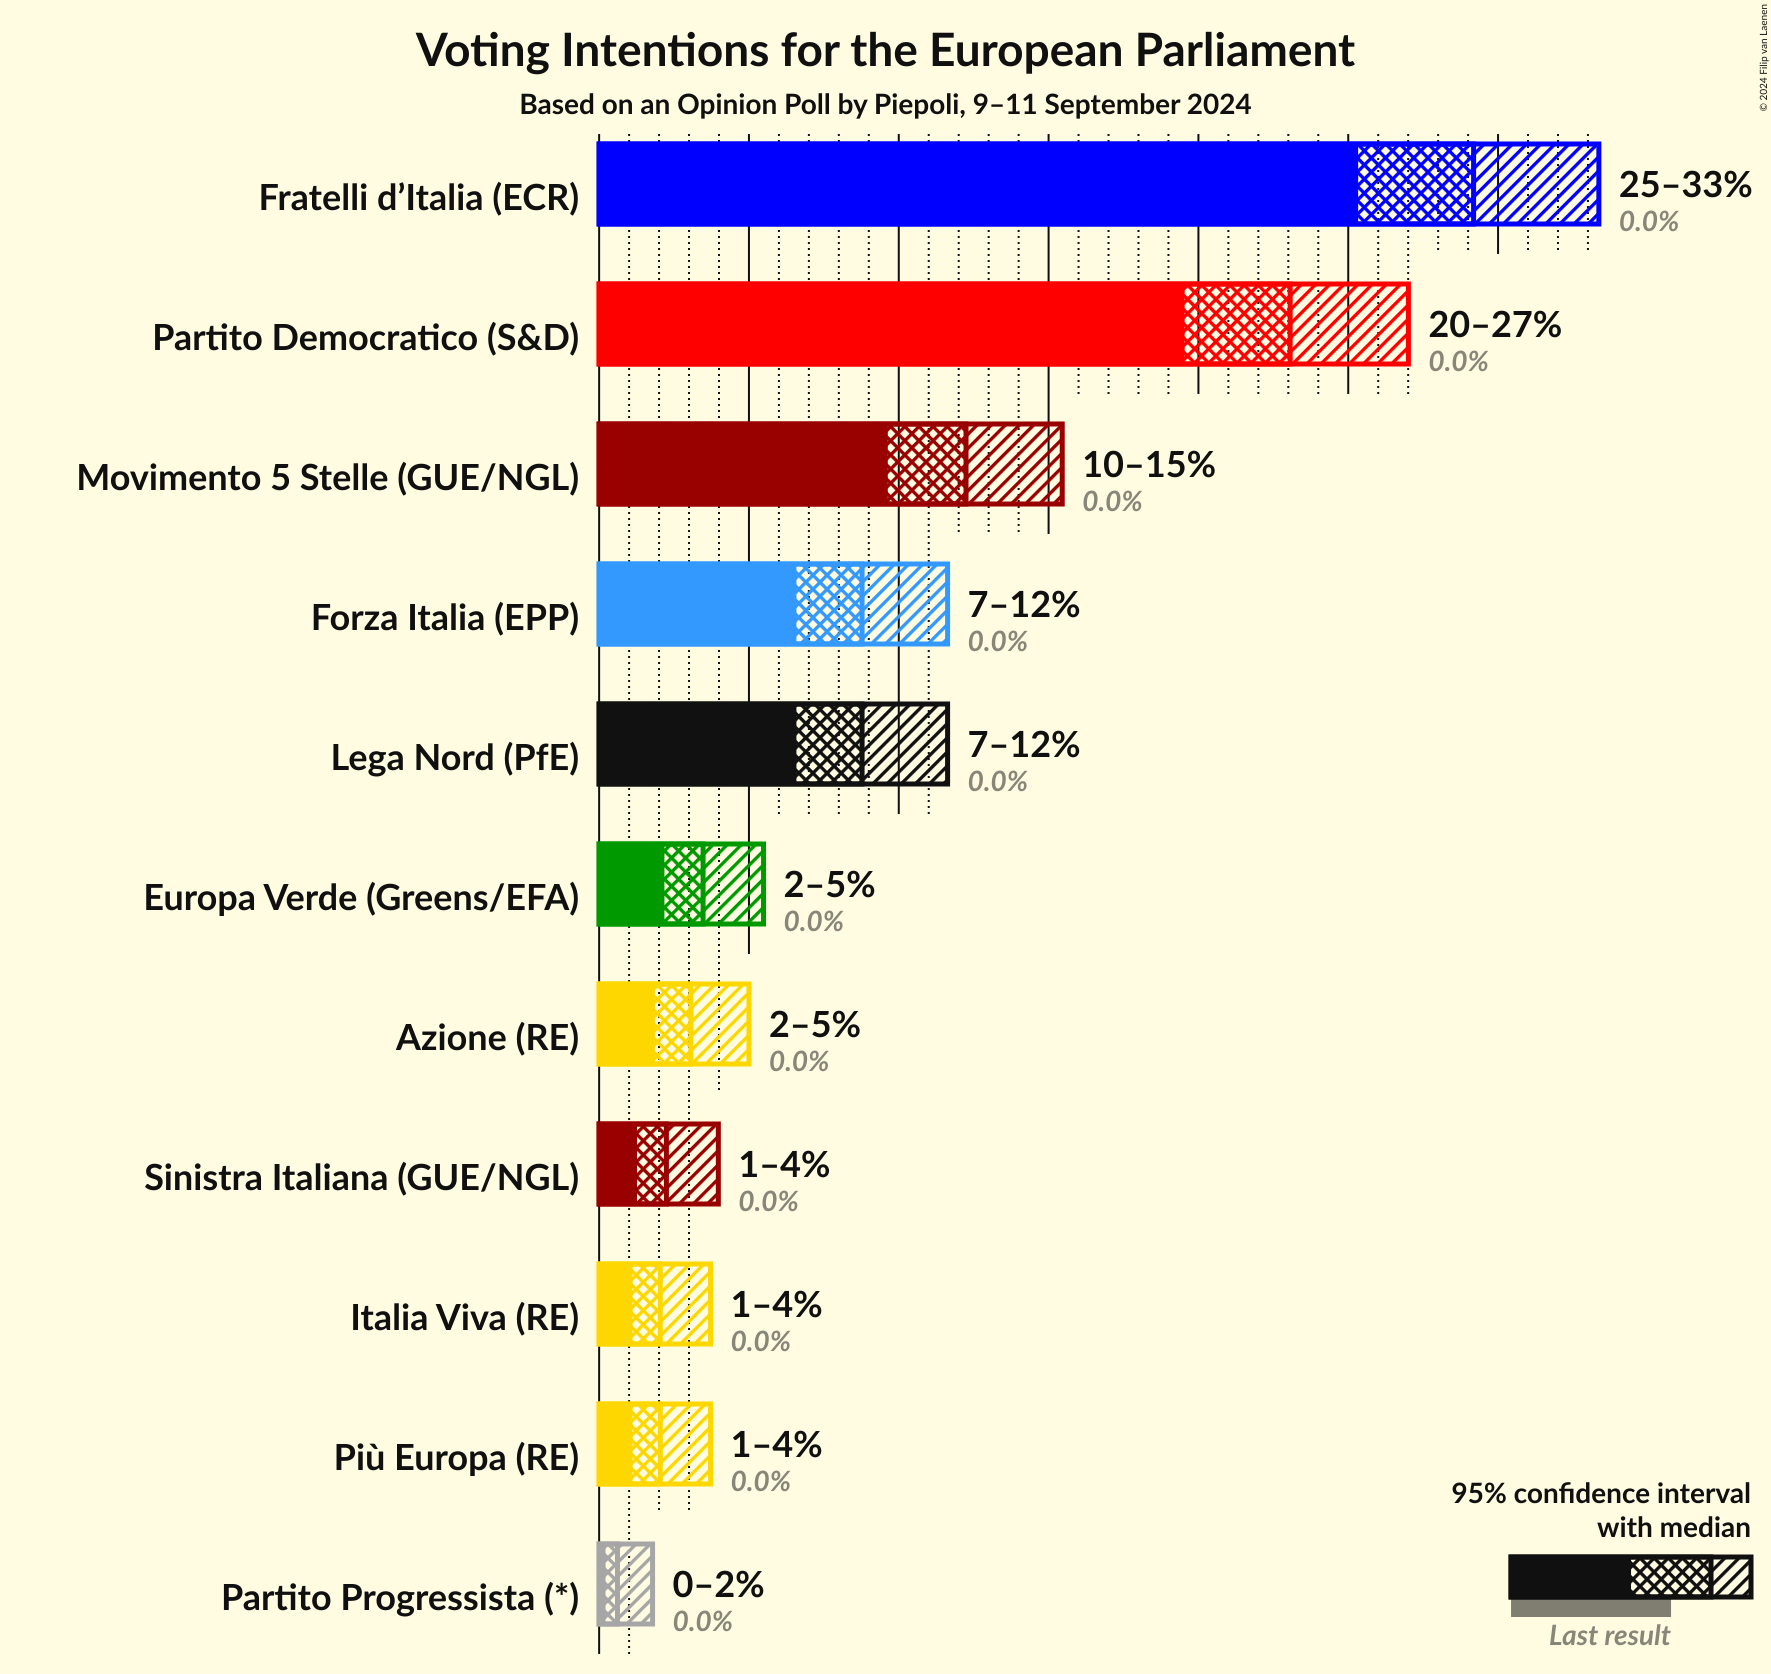 Voting Intentions for the European Parliament
Based on an Opinion Poll by Piepoli, 9–11 September 2024
© 2024 Filip van Laenen
Fratelli d’Italia (ECR)
25–33%
0.0%
Partito Democratico (S&D)
20–27%
0.0%
Movimento 5 Stelle (GUE/NGL)
10–15%
0.0%
Forza Italia (EPP)
7–12%
0.0%
Lega Nord (PfE)
7–12%
0.0%
Europa Verde (Greens/EFA)
2–5%
0.0%
Azione (RE)
2–5%
0.0%
Sinistra Italiana (GUE/NGL)
1–4%
0.0%
Italia Viva (RE)
1–4%
0.0%
Più Europa (RE)
1–4%
0.0%
Partito Progressista (*)
0–2%
0.0%
95% confidence interval
with median
Last result